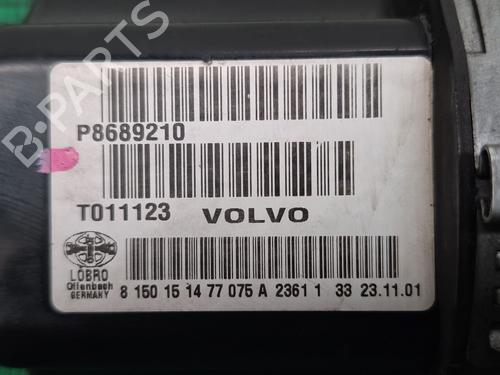 B-PARTS
P8689210
T011123 VOLVO
LÖBRO
Offenbach
GERMANY
8 150 15 14 77 075 A 2361 1 33 23.11.01